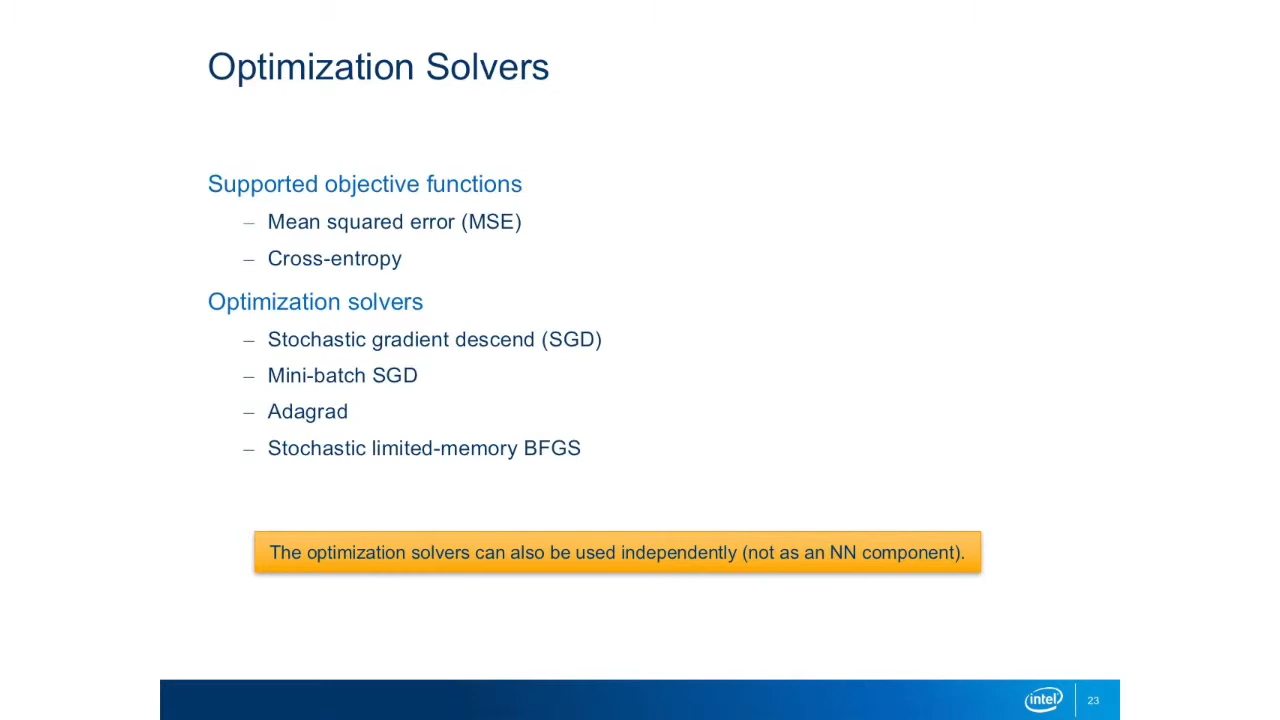 Optimization Solvers
Supported objective functions
– Mean squared error (MSE)
– Cross-entropy
Optimization solvers
– Stochastic gradient descend (SGD)
– Mini-batch SGD
– Adagrad
– Stochastic limited-memory BFGS
The optimization solvers can also be used independently (not as an NN component).
intel
23